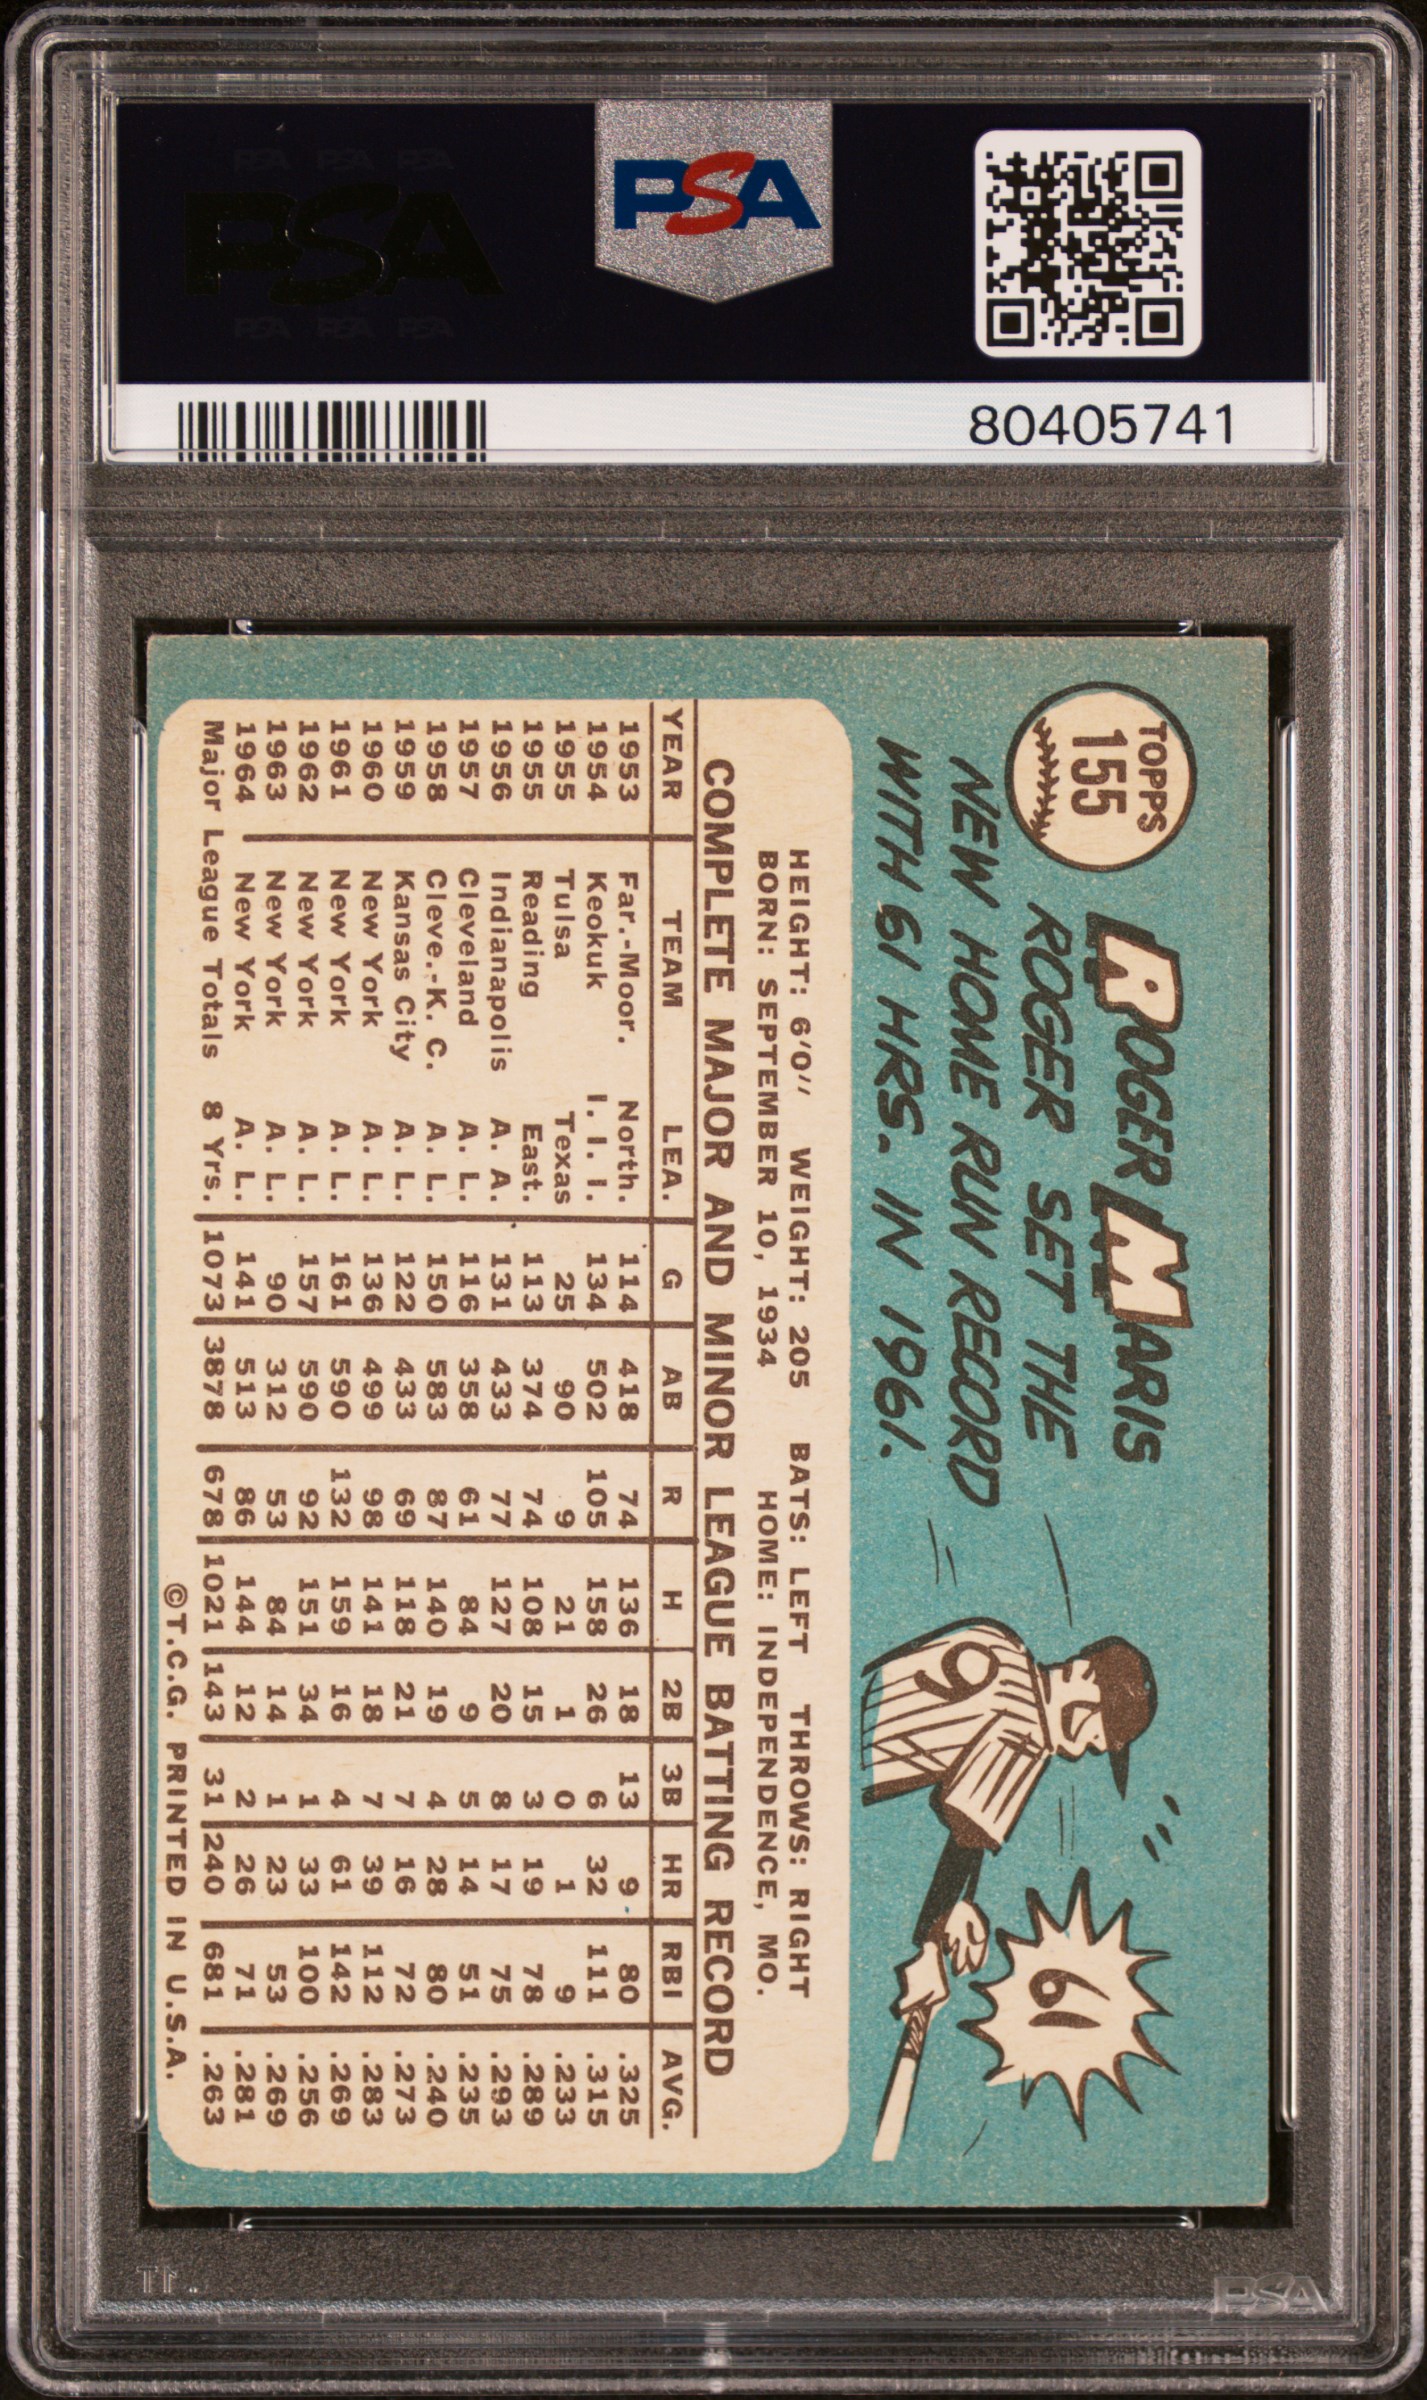 PSA PSA PSA
PSA
PSA PSA PSA
PSA
80405741
TOPPS
155
ROGER MARIS
ROGER SET THE
NEW HOME RUN RECORD
WITH 61 HRS. IN 1961.
9
61
HEIGHT: 6'0" WEIGHT: 205 BATS: LEFT THROWS: RIGHT
BORN: SEPTEMBER 10, 1934 HOME: INDEPENDENCE, MO.
COMPLETE MAJOR AND MINOR LEAGUE BATTING RECORD
YEAR TEAM LEA. G AB R H 2B 3B HR RBI AVG.
1953 Far.-Moor. North. 114 418 74 136 18 13 9 80 .325
1954 Keokuk I. I. I. 134 502 105 158 26 6 32 111 .315
1955 Tulsa Texas 25 90 9 21 1 0 1 9 .233
1955 Reading East. 113 374 74 108 15 3 19 78 .289
1956 Indianapolis A. A. 131 433 77 127 20 8 17 75 .293
1957 Cleveland A. L. 116 358 61 84 9 5 14 51 .235
1958 Cleve.-K. C. A. L. 150 583 87 140 19 4 28 80 .240
1959 Kansas City A. L. 122 433 69 118 21 7 16 72 .273
1960 New York A. L. 136 499 98 141 18 7 39 112 .283
1961 New York A. L. 161 590 132 159 16 4 61 142 .269
1962 New York A. L. 157 590 92 151 34 1 33 100 .256
1963 New York A. L. 90 312 53 84 14 1 23 53 .269
1964 New York A. L. 141 513 86 144 12 2 26 71 .281
Major League Totals 8 Yrs. 1073 3878 678 1021 143 31 240 681 .263
©T.C.G. PRINTED IN U.S.A.
PSA